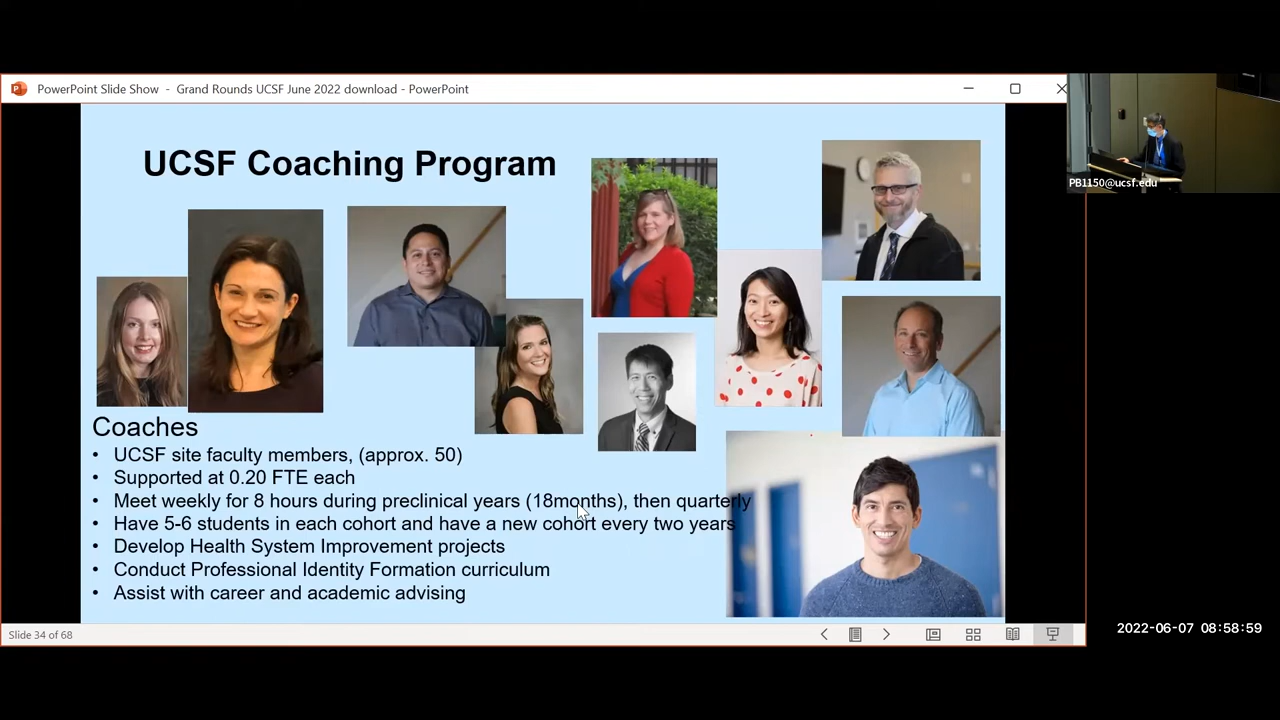 PowerPoint Slide Show - Grand Rounds UCSF June 2022 download - PowerPoint
UCSF Coaching Program
PB1150@ucsf.edu
Coaches
• UCSF site faculty members, (approx. 50)
• Supported at 0.20 FTE each
• Meet weekly for 8 hours during preclinical years (18months), then quarterly
• Have 5-6 students in each cohort and have a new cohort every two years
• Develop Health System Improvement projects
• Conduct Professional Identity Formation curriculum
• Assist with career and academic advising
Slide 34 of 68
2022-06-07 08:58:59